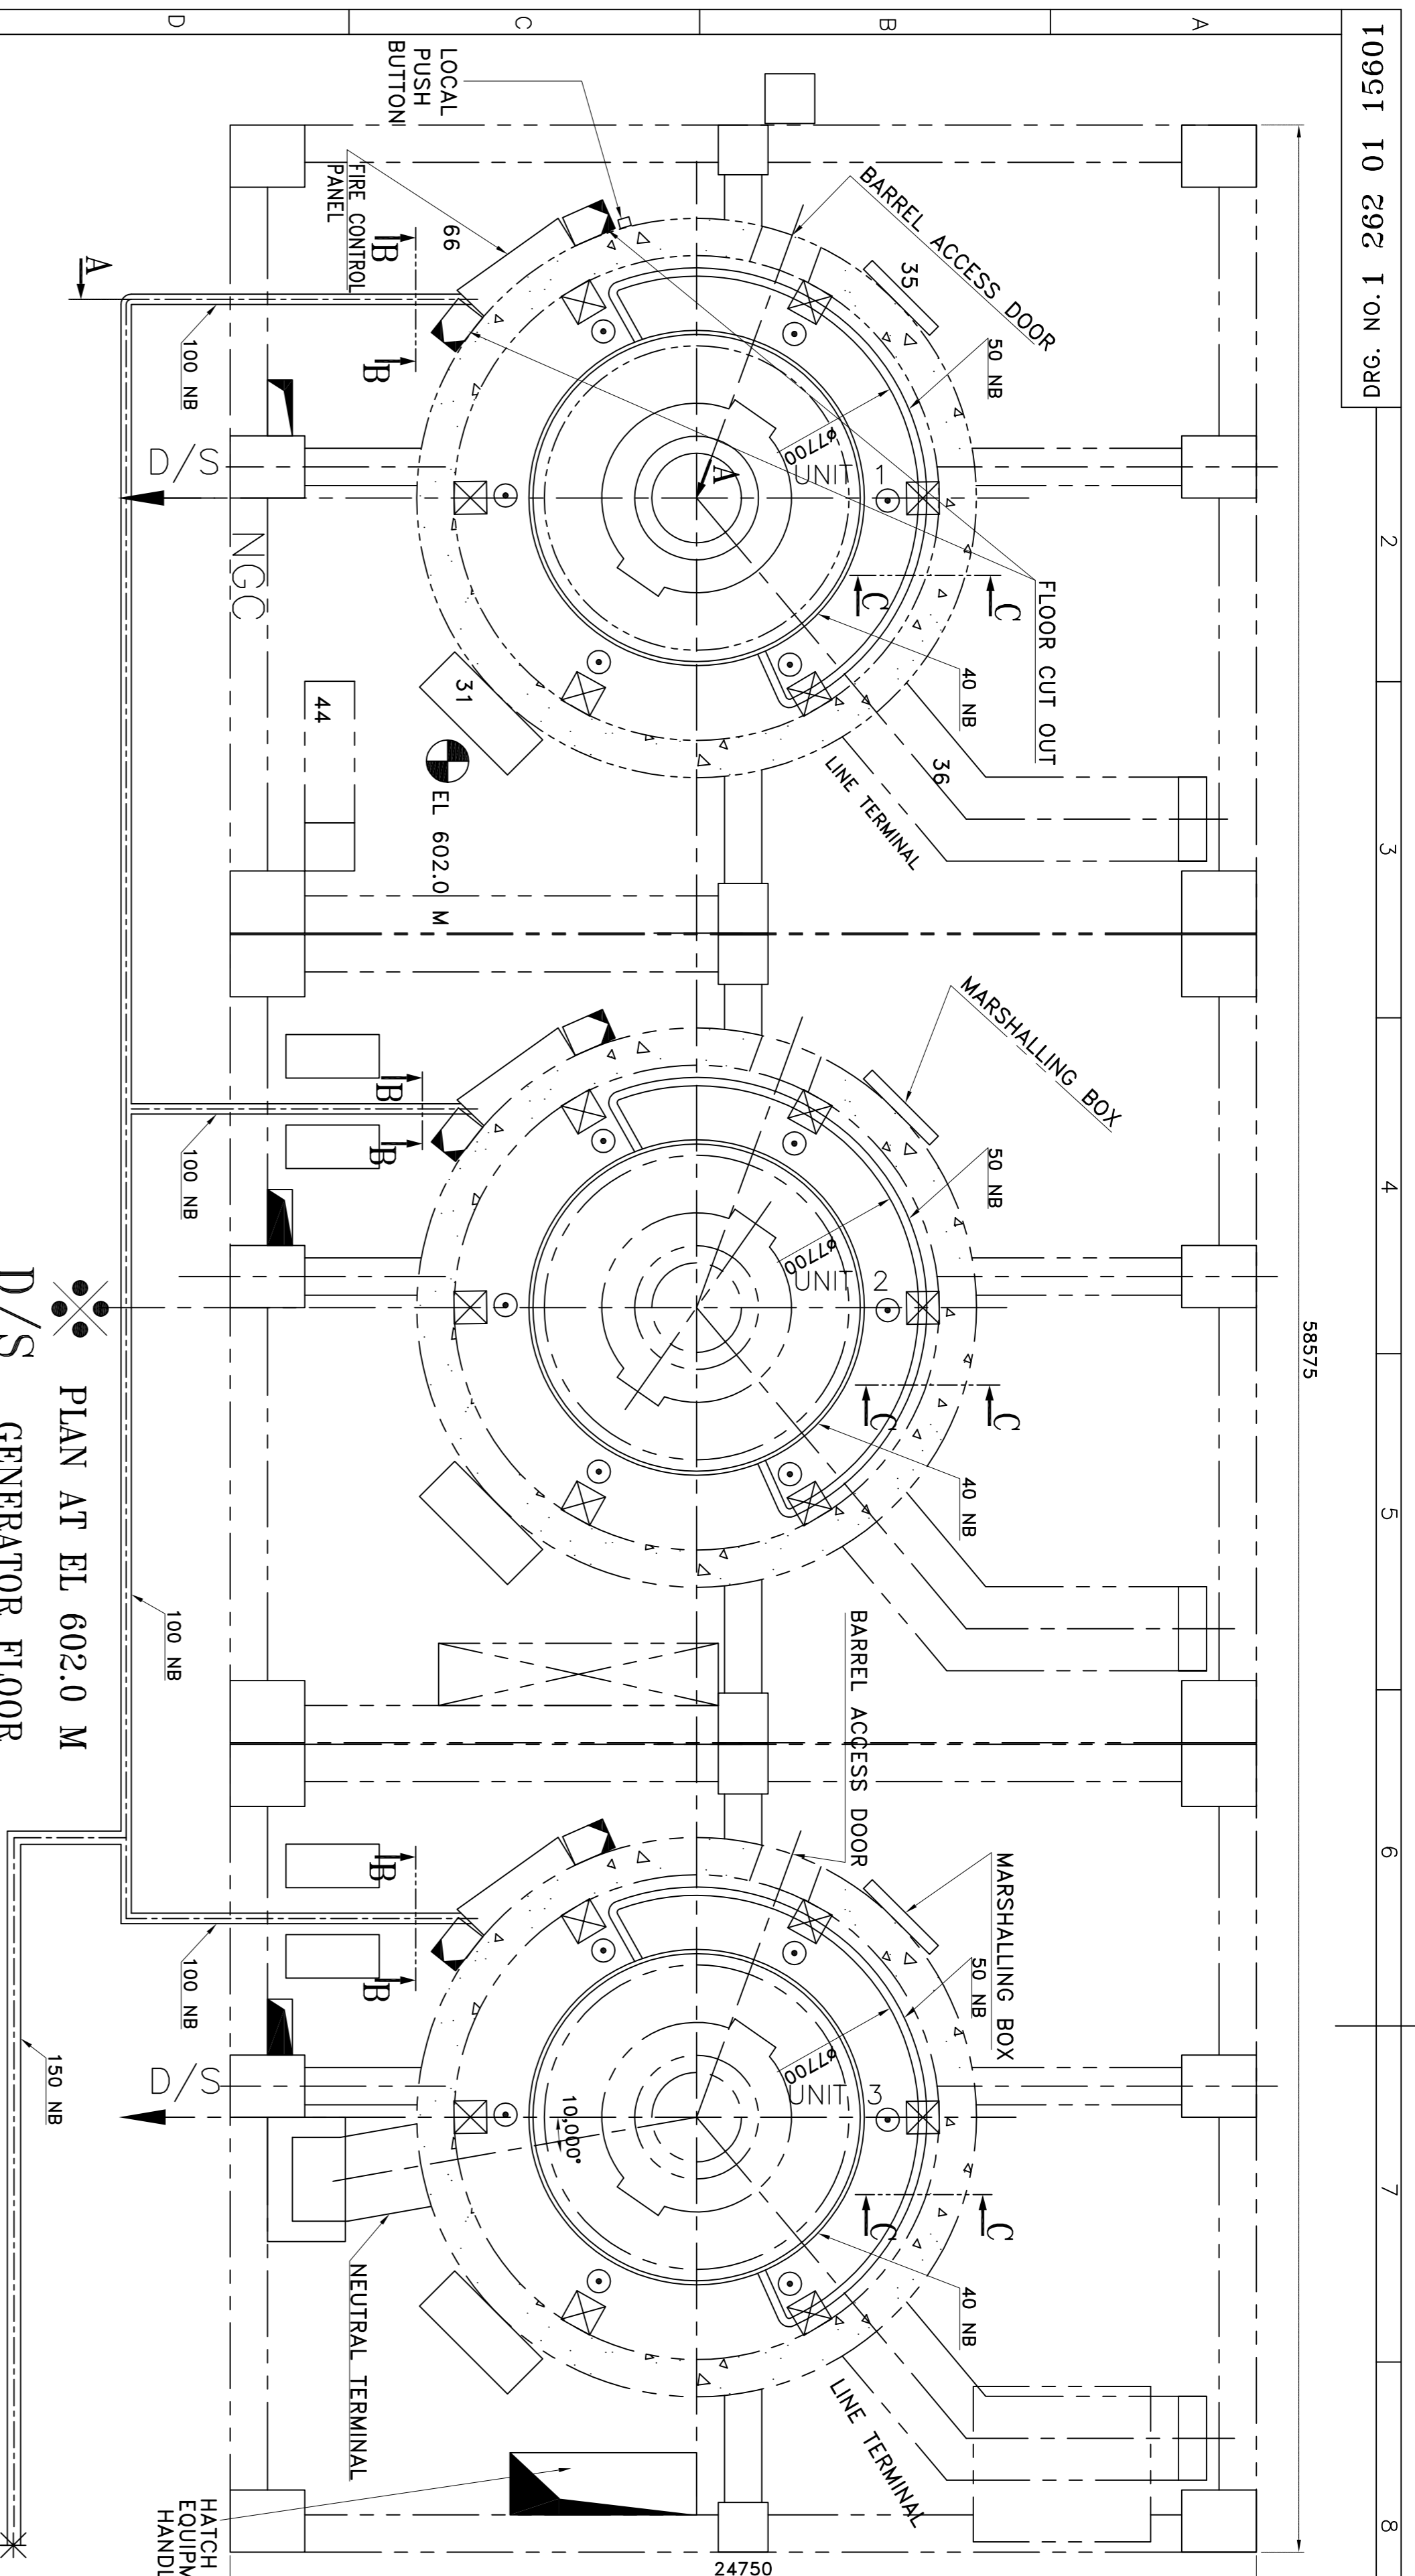 DRG. NO. 1 262 01 15601
A
B
C
D
2
3
4
5
6
7
8
58575
24750
LOCAL
PUSH
BUTTON
FIRE CONTROL
PANEL
66
BARREL ACCESS DOOR
35
50 NB
FLOOR CUT OUT
40 NB
36
LINE TERMINAL
φ7700
UNIT 1
A
A
B
B
C
C
100 NB
D/S
NGC
31
44
EL 602.0 M
MARSHALLING BOX
50 NB
φ7700
UNIT 2
40 NB
B
B
C
C
100 NB
100 NB
BARREL ACCESS DOOR
MARSHALLING BOX
50 NB
φ7700
UNIT 3
40 NB
LINE TERMINAL
B
B
C
C
100 NB
D/S
10,000°
NEUTRAL TERMINAL
150 NB
HATCH
PLAN AT EL 602.0 M
D/S GENERATOR FLOOR